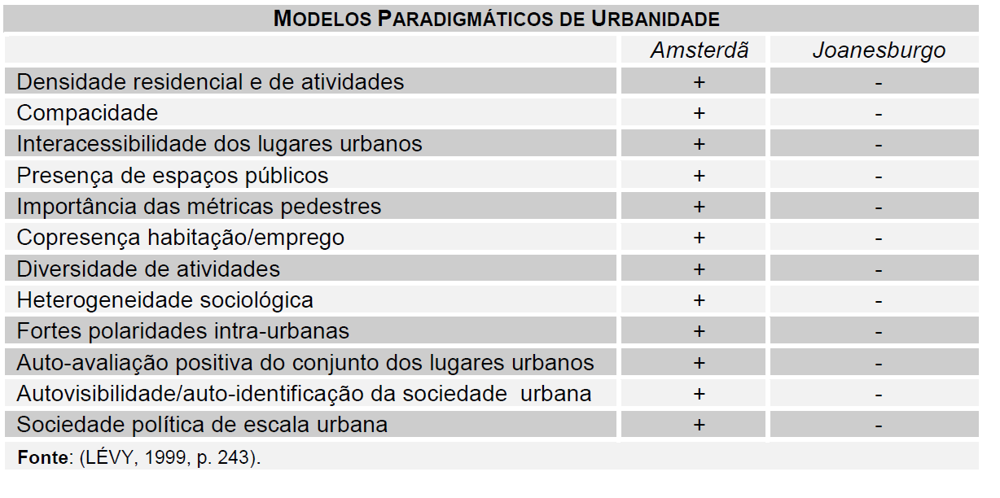 MODELOS PARADIGMÁTICOS DE URBANIDADE
Amsterdã Joanesburgo
Densidade residencial e de atividades + -
Compacidade + -
Interacessibilidade dos lugares urbanos + -
Presença de espaços públicos + -
Importância das métricas pedestres + -
Copresença habitação/emprego + -
Diversidade de atividades + -
Heterogeneidade sociológica + -
Fortes polaridades intra-urbanas + -
Auto-avaliação positiva do conjunto dos lugares urbanos + -
Autovisibilidade/auto-identificação da sociedade urbana + -
Sociedade política de escala urbana + -
Fonte: (LÉVY, 1999, p. 243).